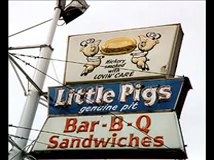 Hickory
smoked
with
LOVIN' CARE
Little Pigs
genuine pit
Bar-B-Q
Sandwiches